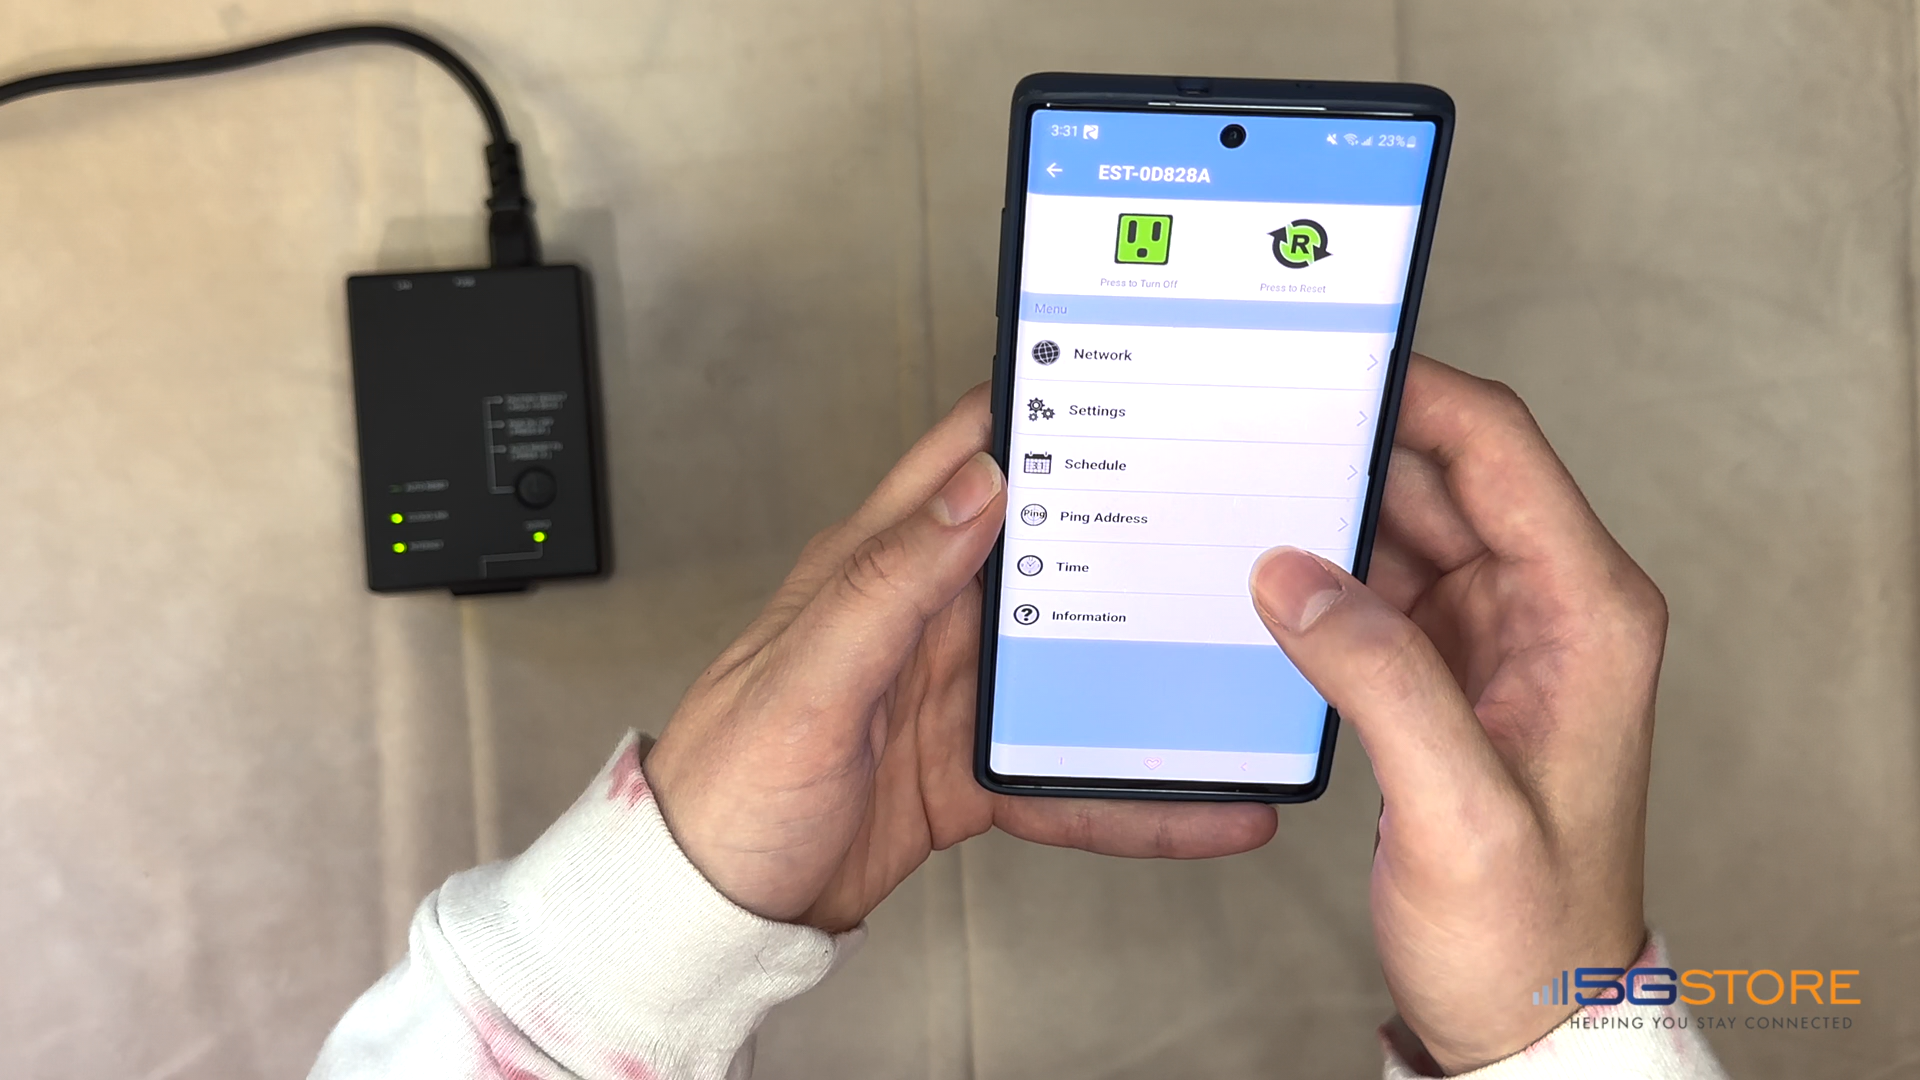 3:31
23%
EST-0D828A
R
Press to Turn Off
Press to Reset
Menu
Network
Settings
31
Schedule
Ping
Ping Address
Time
?
Information
5GSTORE
HELPING YOU STAY CONNECTED